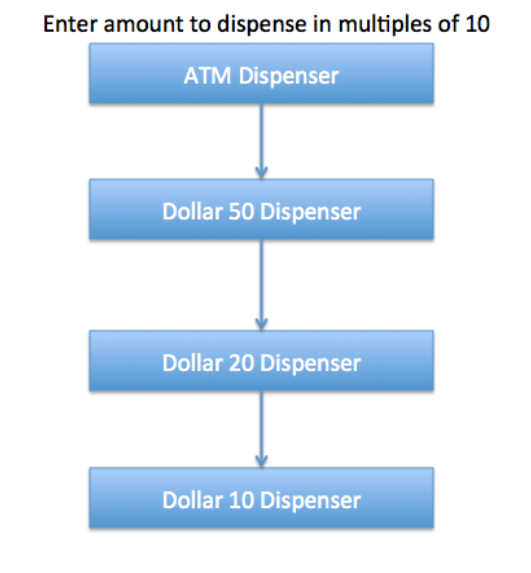 Enter amount to dispense in multiples of 10
ATM Dispenser
Dollar 50 Dispenser
Dollar 20 Dispenser
Dollar 10 Dispenser